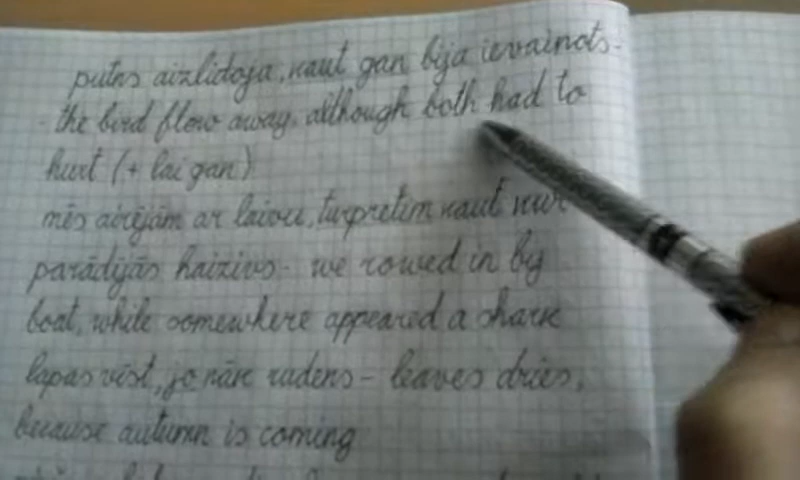 putns aizlidoja, kaut gan bija ievainots -
- the bird flow away, although both had to
hurt (+ lai gan)
mēs airējām ar laivu, turpretim kaut kur
parādījās haizivs - we rowed in by
boat, while somewhere appeared a shark
lapas vīst, jo nāk rudens - leaves dries,
because autumn is coming